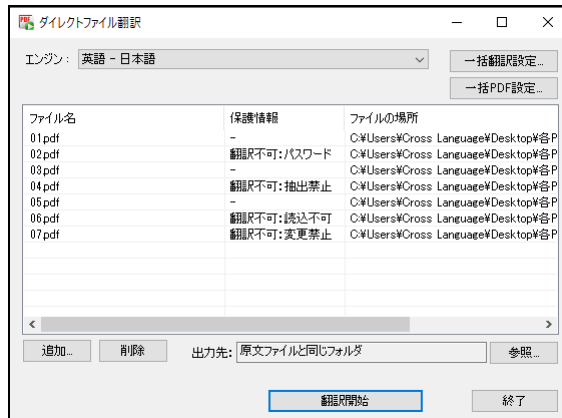 ダイレクトファイル翻訳
エンジン: 英語 - 日本語
一括翻訳設定...
一括PDF設定...
ファイル名 保護情報 ファイルの場所
01.pdf - C:¥Users¥Cross Language¥Desktop¥各P
02.pdf 翻訳不可:パスワード C:¥Users¥Cross Language¥Desktop¥各P
03.pdf - C:¥Users¥Cross Language¥Desktop¥各P
04.pdf 翻訳不可:抽出禁止 C:¥Users¥Cross Language¥Desktop¥各P
05.pdf - C:¥Users¥Cross Language¥Desktop¥各P
06.pdf 翻訳不可:読込不可 C:¥Users¥Cross Language¥Desktop¥各P
07.pdf 翻訳不可:変更禁止 C:¥Users¥Cross Language¥Desktop¥各P
追加... 削除 出力先: 原文ファイルと同じフォルダ 参照...
翻訳開始 終了